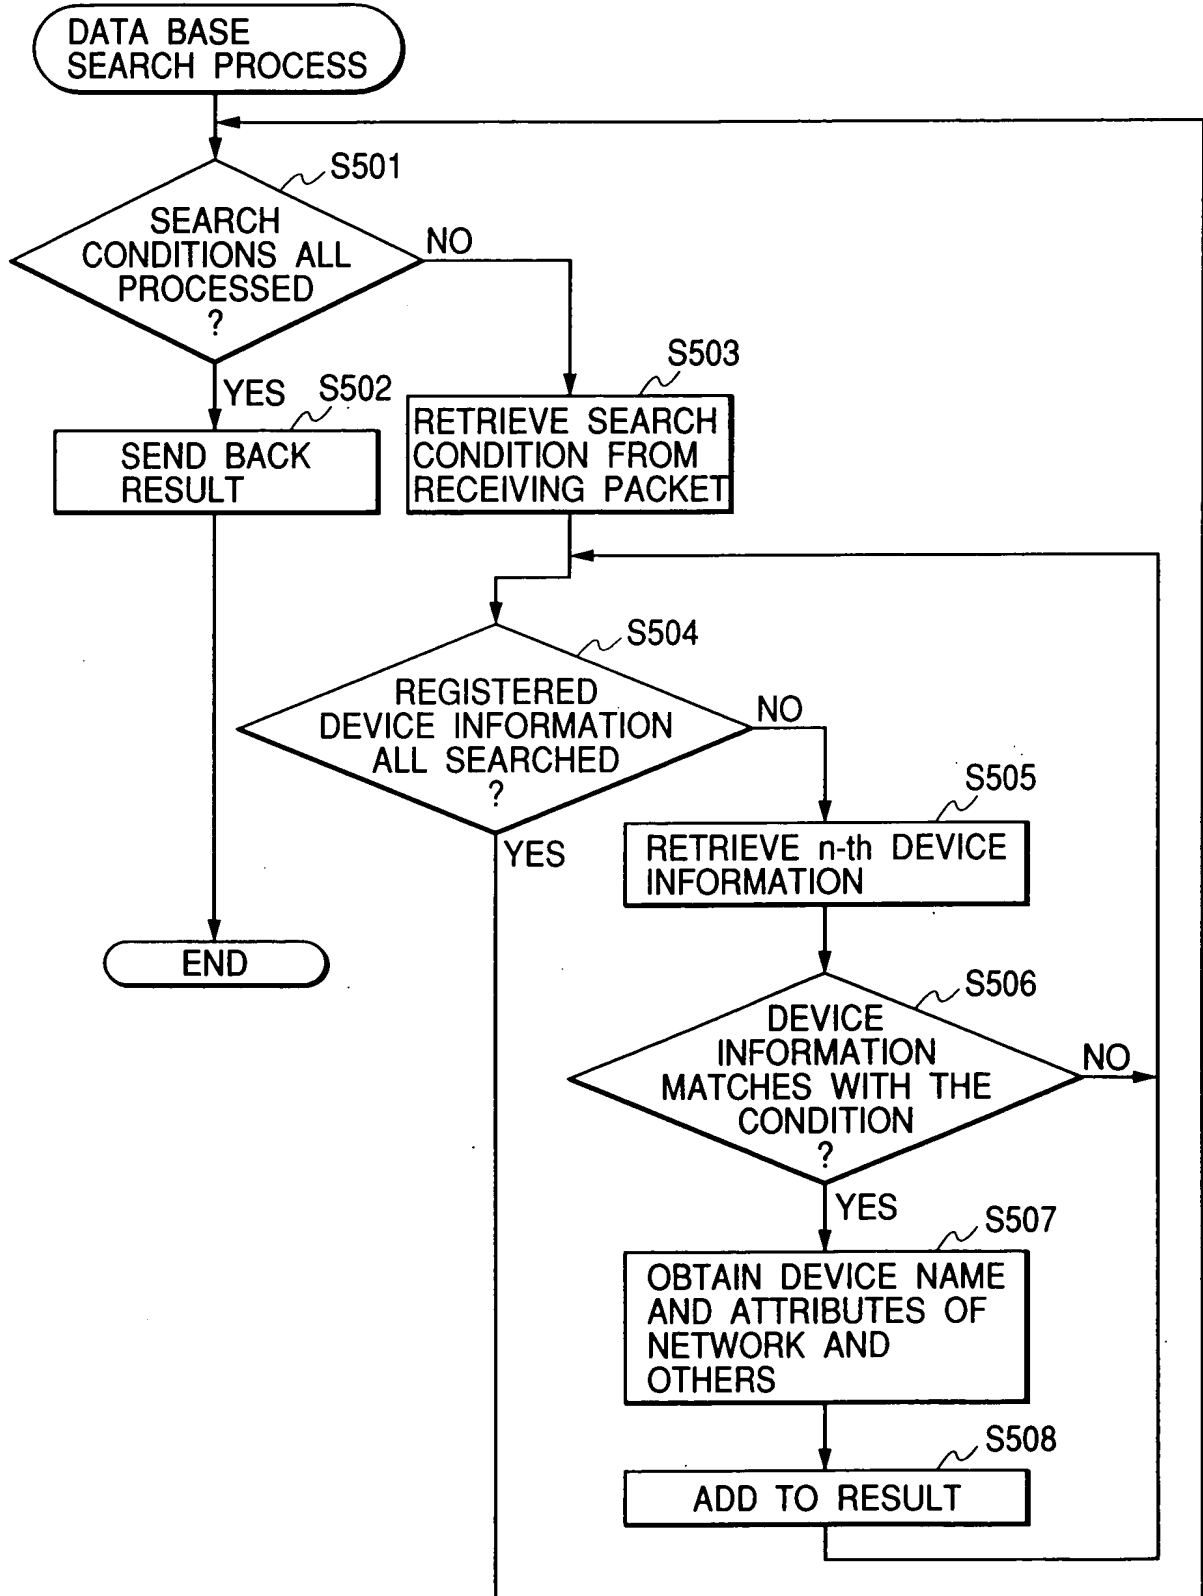 DATA BASE
SEARCH PROCESS
S501
SEARCH
CONDITIONS ALL
PROCESSED
?
NO
YES
S502
SEND BACK
RESULT
S503
RETRIEVE SEARCH
CONDITION FROM
RECEIVING PACKET
S504
REGISTERED
DEVICE INFORMATION
ALL SEARCHED
?
NO
YES
S505
RETRIEVE n-th DEVICE
INFORMATION
END
S506
DEVICE
INFORMATION
MATCHES WITH THE
CONDITION
?
NO
YES
S507
OBTAIN DEVICE NAME
AND ATTRIBUTES OF
NETWORK AND
OTHERS
S508
ADD TO RESULT